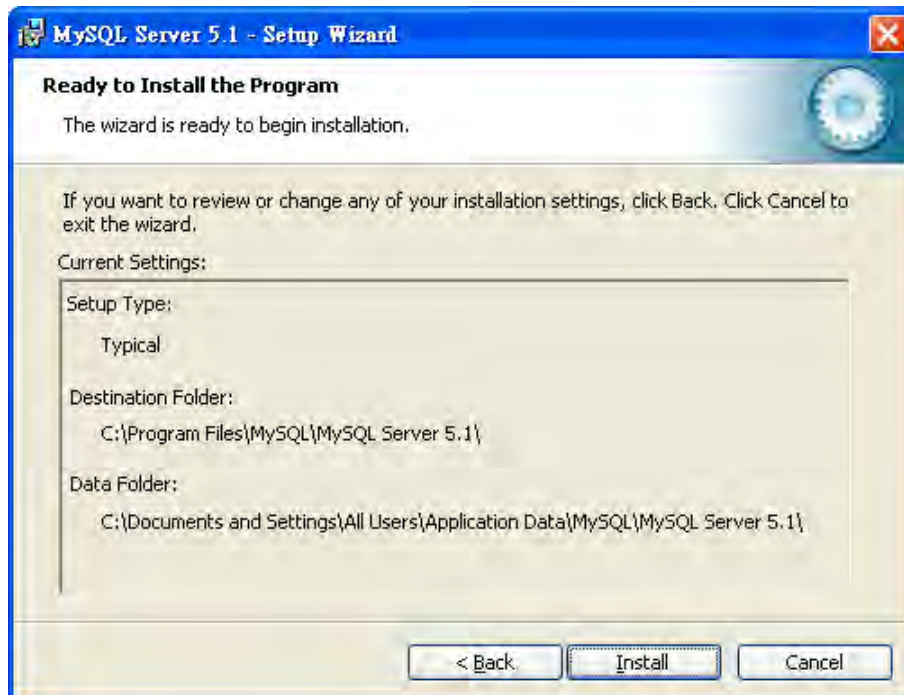 MySQL Server 5.1 - Setup Wizard
Ready to Install the Program
The wizard is ready to begin installation.
If you want to review or change any of your installation settings, click Back. Click Cancel to
exit the wizard.
Current Settings:
Setup Type:
Typical
Destination Folder:
C:\Program Files\MySQL\MySQL Server 5.1\
Data Folder:
C:\Documents and Settings\All Users\Application Data\MySQL\MySQL Server 5.1\
< Back Install Cancel